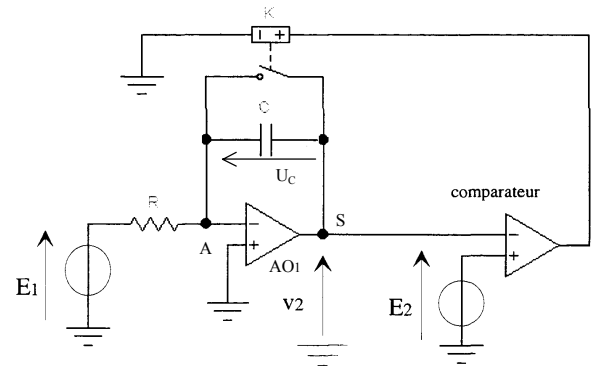 K
− +
C
U_C
comparateur
R
S
− +
A
AO₁
− +
E₁
V₂
E₂